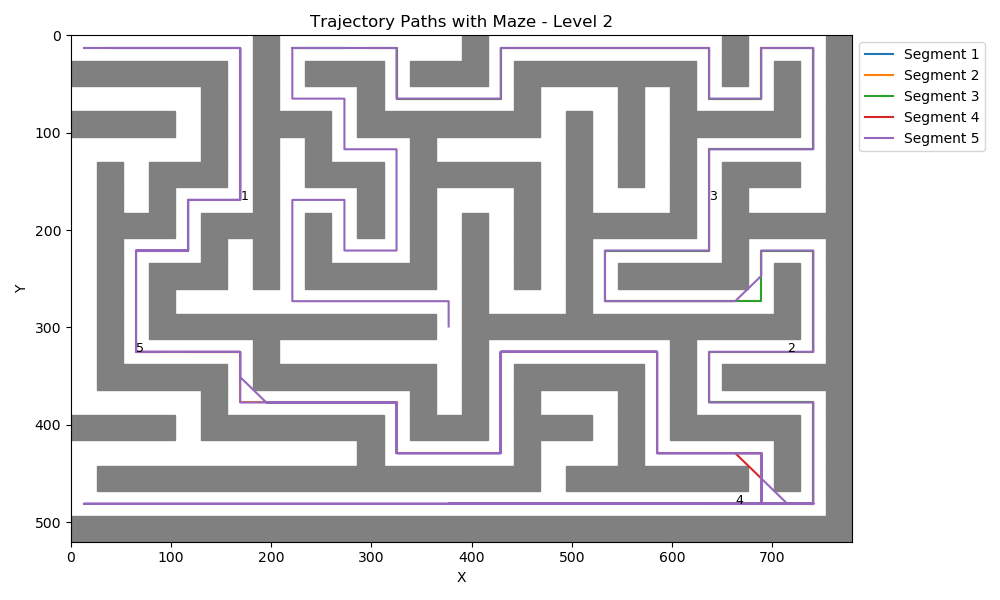 Trajectory Paths with Maze - Level 2
0
100
200
300
400
500
Y
1
2
3
4
5
0
100
200
300
400
500
600
700
X
Segment 1
Segment 2
Segment 3
Segment 4
Segment 5